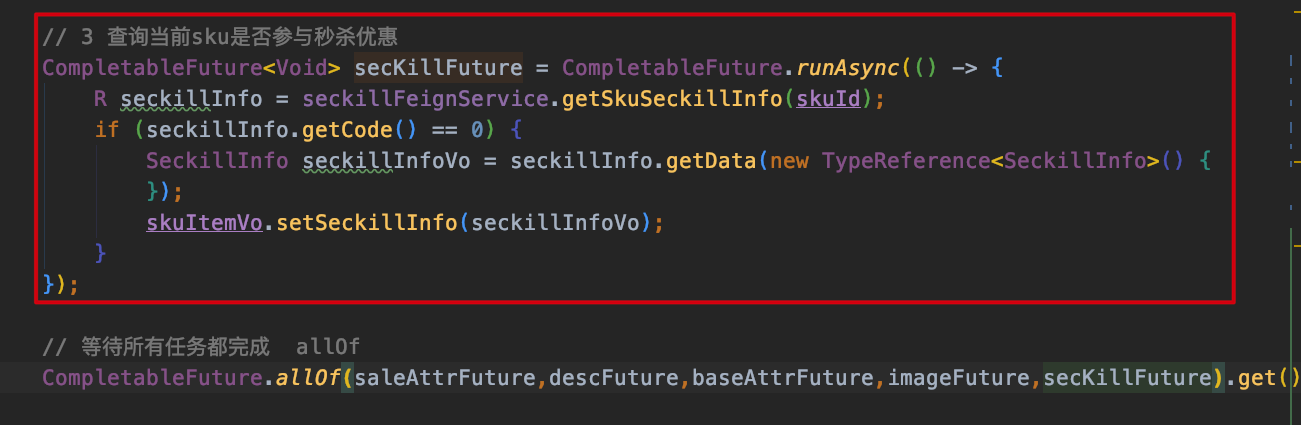 // 3 查询当前sku是否参与秒杀优惠
CompletableFuture<Void> secKillFuture = CompletableFuture.runAsync(() -> {
R seckillInfo = seckillFeignService.getSkuSeckillInfo(skuId);
if (seckillInfo.getCode() == 0) {
SeckillInfo seckillInfoVo = seckillInfo.getData(new TypeReference<SeckillInfo>() {
});
skuItemVo.setSeckillInfo(seckillInfoVo);
}
});
// 等待所有任务都完成 allOf
CompletableFuture.allOf(saleAttrFuture,descFuture,baseAttrFuture,imageFuture,secKillFuture).get()